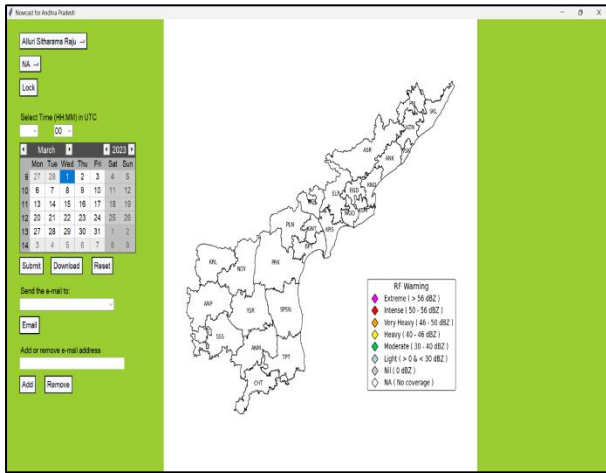 Nowcast for Andhra Pradesh
Alluri Sitharama Raju
NA
Lock
Select Time (HH:MM) in UTC
00
March 2023
Mon Tue Wed Thu Fri Sat Sun
9 27 28 1 2 3 4 5
10 6 7 8 9 10 11 12
11 13 14 15 16 17 18 19
12 20 21 22 23 24 25 26
13 27 28 29 30 31 1 2
14 3 4 5 6 7 8 9
Submit Download Reset
Send the e-mail to:
Email
Add or remove e-mail address
Add Remove
SKL
ASR
ANK
ELR
EGD
PLN
GNT
KRS
KRL
NDY
PRK
ANP
YSR
SPSN
SSS
ANM
TPT
CHT
RF Warning
Extreme ( > 56 dBZ )
Intense ( 50 - 56 dBZ )
Very Heavy ( 46 - 50 dBZ )
Heavy ( 40 - 46 dBZ )
Moderate ( 30 - 40 dBZ )
Light ( > 0 & < 30 dBZ )
Nil ( 0 dBZ )
NA ( No coverage )